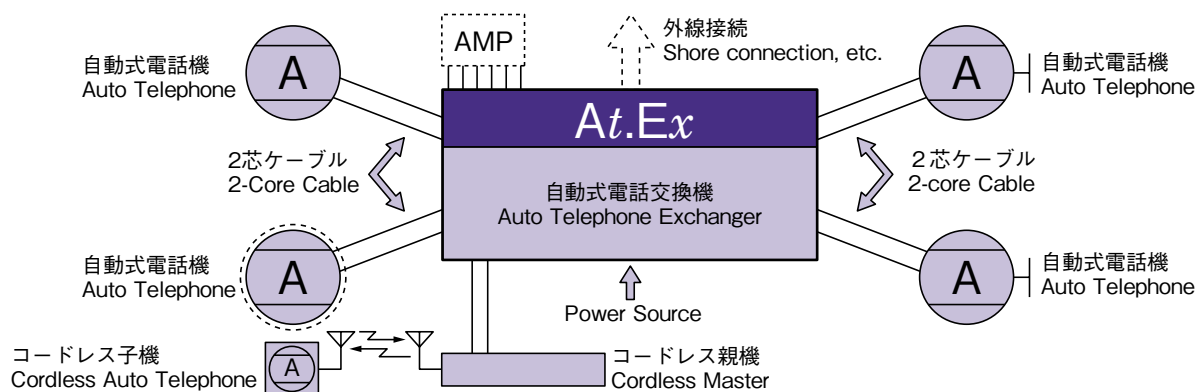 AMP
外線接続
Shore connection, etc.
自動式電話機
Auto Telephone
A
A
自動式電話機
Auto Telephone
At.Ex
2芯ケーブル
2-Core Cable
自動式電話交換機
Auto Telephone Exchanger
2芯ケーブル
2-core Cable
自動式電話機
Auto Telephone
A
A
自動式電話機
Auto Telephone
Power Source
コードレス子機
Cordless Auto Telephone
A
コードレス親機
Cordless Master